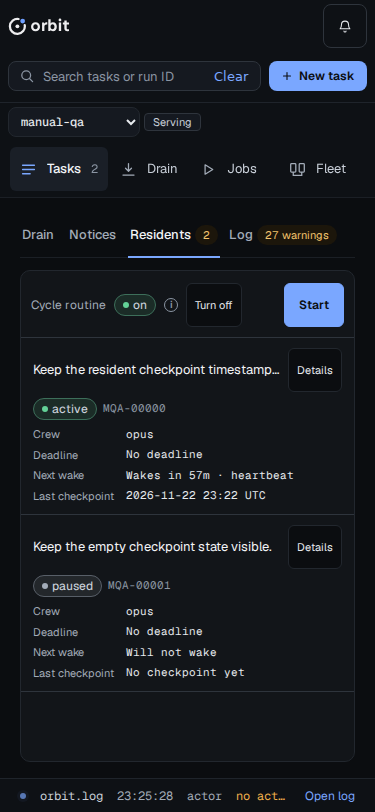 orbit
Search tasks or run ID Clear
+ New task
manual-qa Serving
Tasks 2 Drain Jobs Fleet
Drain Notices Residents 2 Log 27 warnings
Cycle routine on i Turn off Start
Keep the resident checkpoint timestamp… Details
active MQA-00000
Crew opus
Deadline No deadline
Next wake Wakes in 57m · heartbeat
Last checkpoint 2026-11-22 23:22 UTC
Keep the empty checkpoint state visible. Details
paused MQA-00001
Crew opus
Deadline No deadline
Next wake Will not wake
Last checkpoint No checkpoint yet
orbit.log 23:25:28 actor no act… Open log